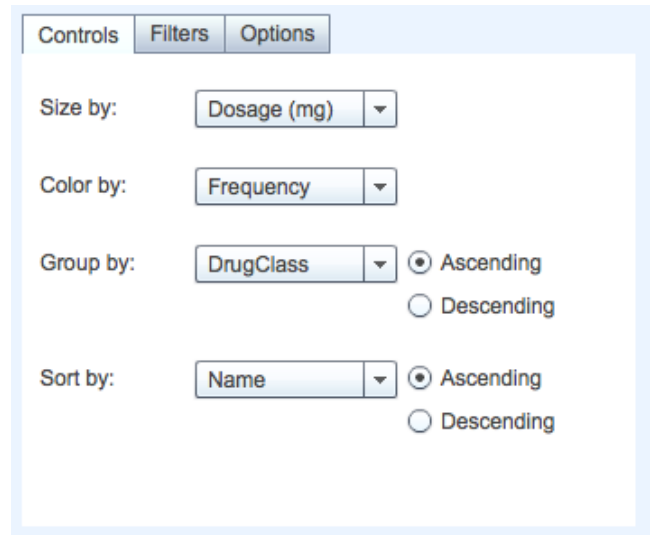 Controls Filters Options
Size by: Dosage (mg)
Color by: Frequency
Group by: DrugClass Ascending
Descending
Sort by: Name Ascending
Descending